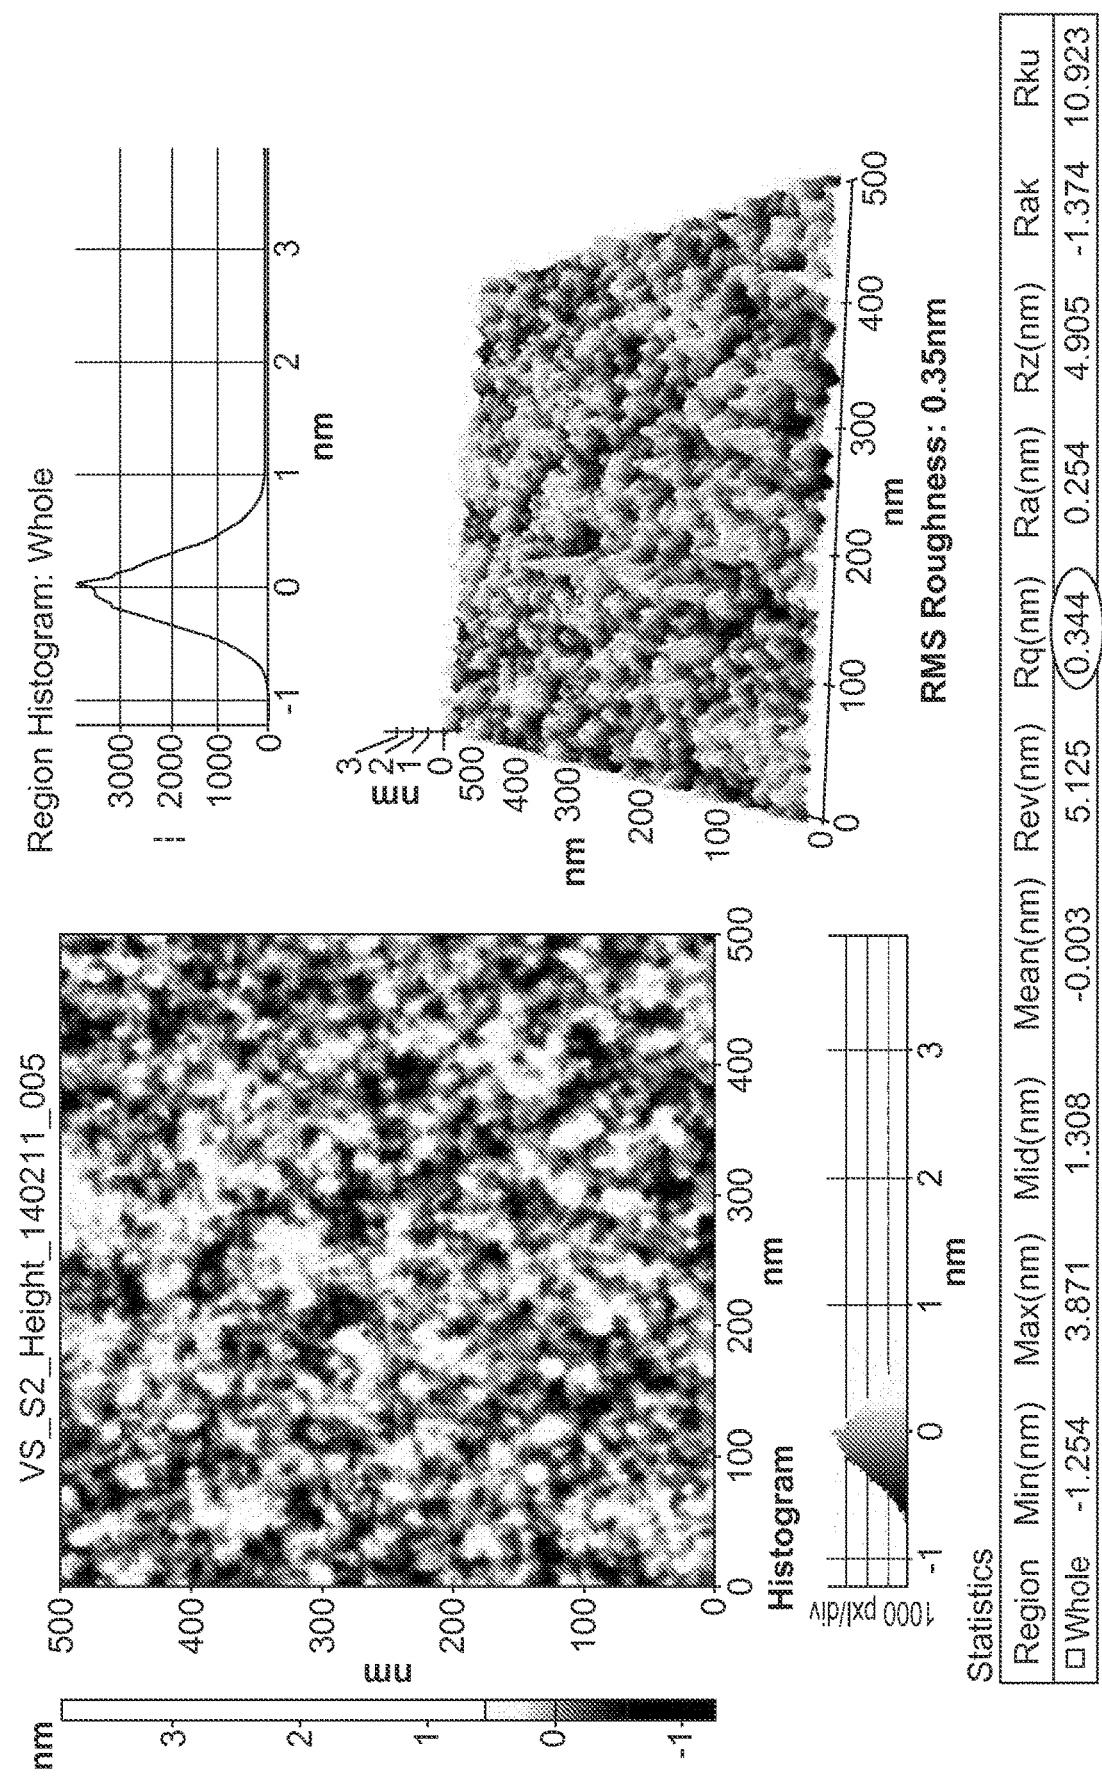 VS_S2_Height_140211_005
nm
3
2
1
0
-1
nm
500
400
300
200
100
0
0 100 200 300 400 500
nm
Histogram
1000 pxl/div
-1 0 1 2 3
nm
Region Histogram: Whole
3000
2000
1000
0
-1 0 1 2 3
nm
nm
3
2
1
0
nm
500
400
300
200
100
0
0 100 200 300 400 500
nm
RMS Roughness: 0.35nm
Statistics
Region Min(nm) Max(nm) Mid(nm) Mean(nm) Rev(nm) Rq(nm) Ra(nm) Rz(nm) Rak Rku
Whole -1.254 3.871 1.308 -0.003 5.125 0.344 0.254 4.905 -1.374 10.923